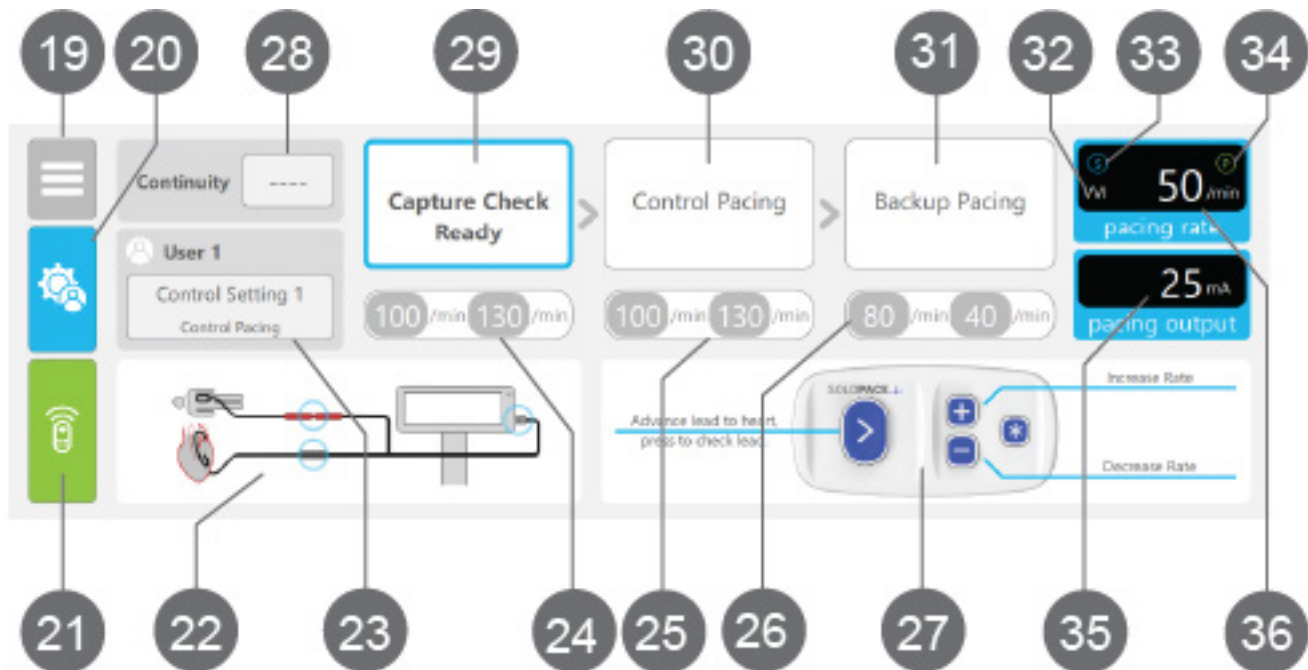 19 20 28 29 30 31 32 33 34
Continuity ----
Capture Check
Ready
Control Pacing
Backup Pacing
S P
VVI 50 /min
pacing rate
User 1
Control Setting 1
Control Pacing
100 /min 130 /min
100 /min 130 /min
80 /min 40 /min
25 mA
pacing output
SOLOPACE
Advance lead to heart,
press to check lead
Increase Rate
Decrease Rate
21 22 23 24 25 26 27 35 36